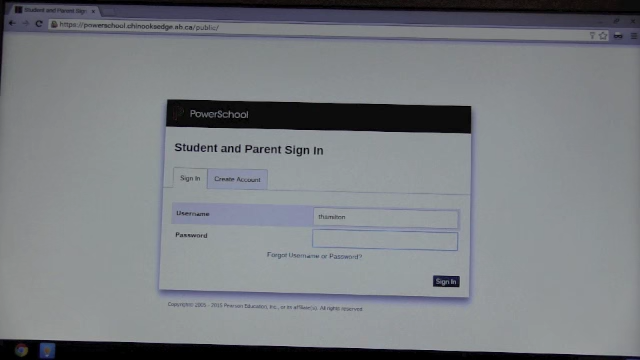 Student and Parent Sign
https://powerschool.chinooksedge.ab.ca/public/
PowerSchool
Student and Parent Sign In
Sign In
Create Account
Username
thamilton
Password
Forgot Username or Password?
Sign In
Copyright© 2005 - 2015 Pearson Education, Inc., or its affiliate(s). All rights reserved.